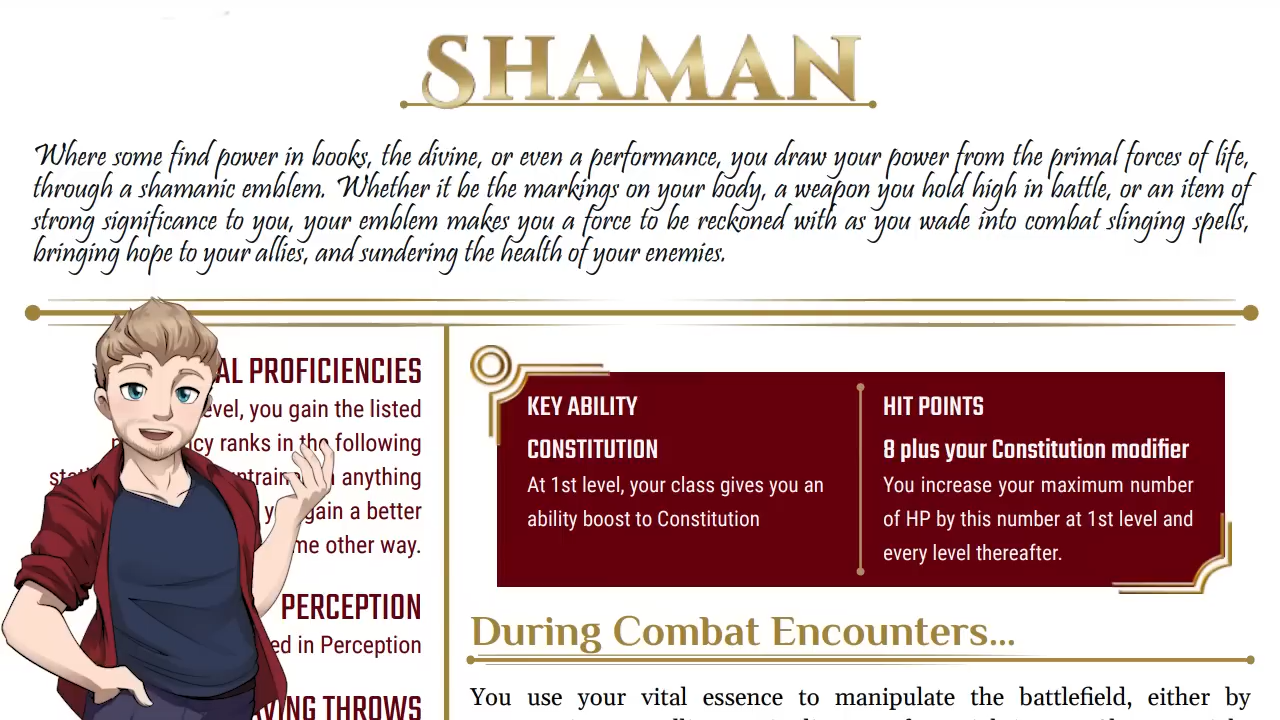 SHAMAN
Where some find power in books, the divine, or even a performance, you draw your power from the primal forces of life,
through a shamanic emblem. Whether it be the markings on your body, a weapon you hold high in battle, or an item of
strong significance to you, your emblem makes you a force to be reckoned with as you wade into combat slinging spells,
bringing hope to your allies, and sundering the health of your enemies.
AL PROFICIENCIES
evel, you gain the listed
cy ranks in the following
anything
gain a better
me other way.
PERCEPTION
ed in Perception
VING THROWS
KEY ABILITY
CONSTITUTION
At 1st level, your class gives you an
ability boost to Constitution
HIT POINTS
8 plus your Constitution modifier
You increase your maximum number
of HP by this number at 1st level and
every level thereafter.
During Combat Encounters...
You use your vital essence to manipulate the battlefield, either by